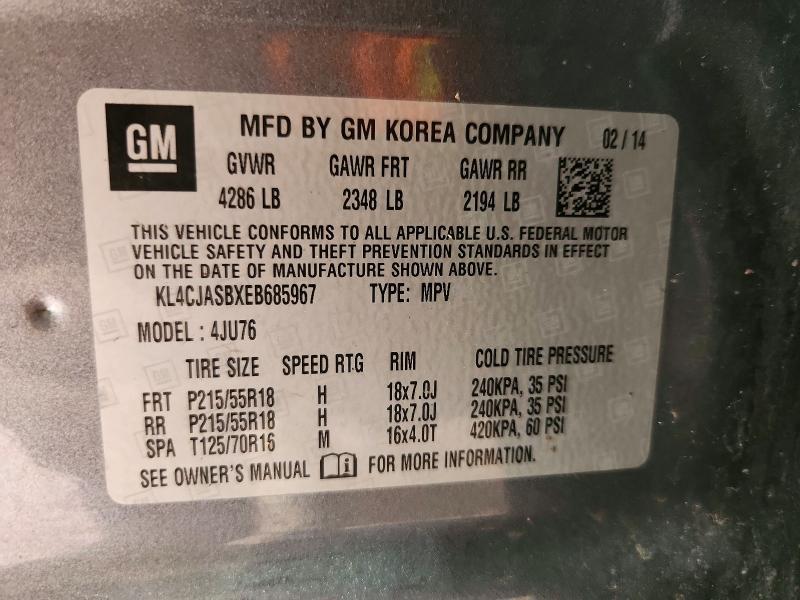 GM MFD BY GM KOREA COMPANY 02 / 14
GVWR GAWR FRT GAWR RR
4286 LB 2348 LB 2194 LB
THIS VEHICLE CONFORMS TO ALL APPLICABLE U.S. FEDERAL MOTOR
VEHICLE SAFETY AND THEFT PREVENTION STANDARDS IN EFFECT
ON THE DATE OF MANUFACTURE SHOWN ABOVE.
KL4CJASBXEB685967 TYPE: MPV
MODEL : 4JU76
TIRE SIZE SPEED RTG RIM COLD TIRE PRESSURE
FRT P215/55R18 H 18x7.0J 240KPA, 35 PSI
RR P215/55R18 H 18x7.0J 240KPA, 35 PSI
SPA T125/70R16 M 16x4.0T 420KPA, 60 PSI
SEE OWNER'S MANUAL FOR MORE INFORMATION.